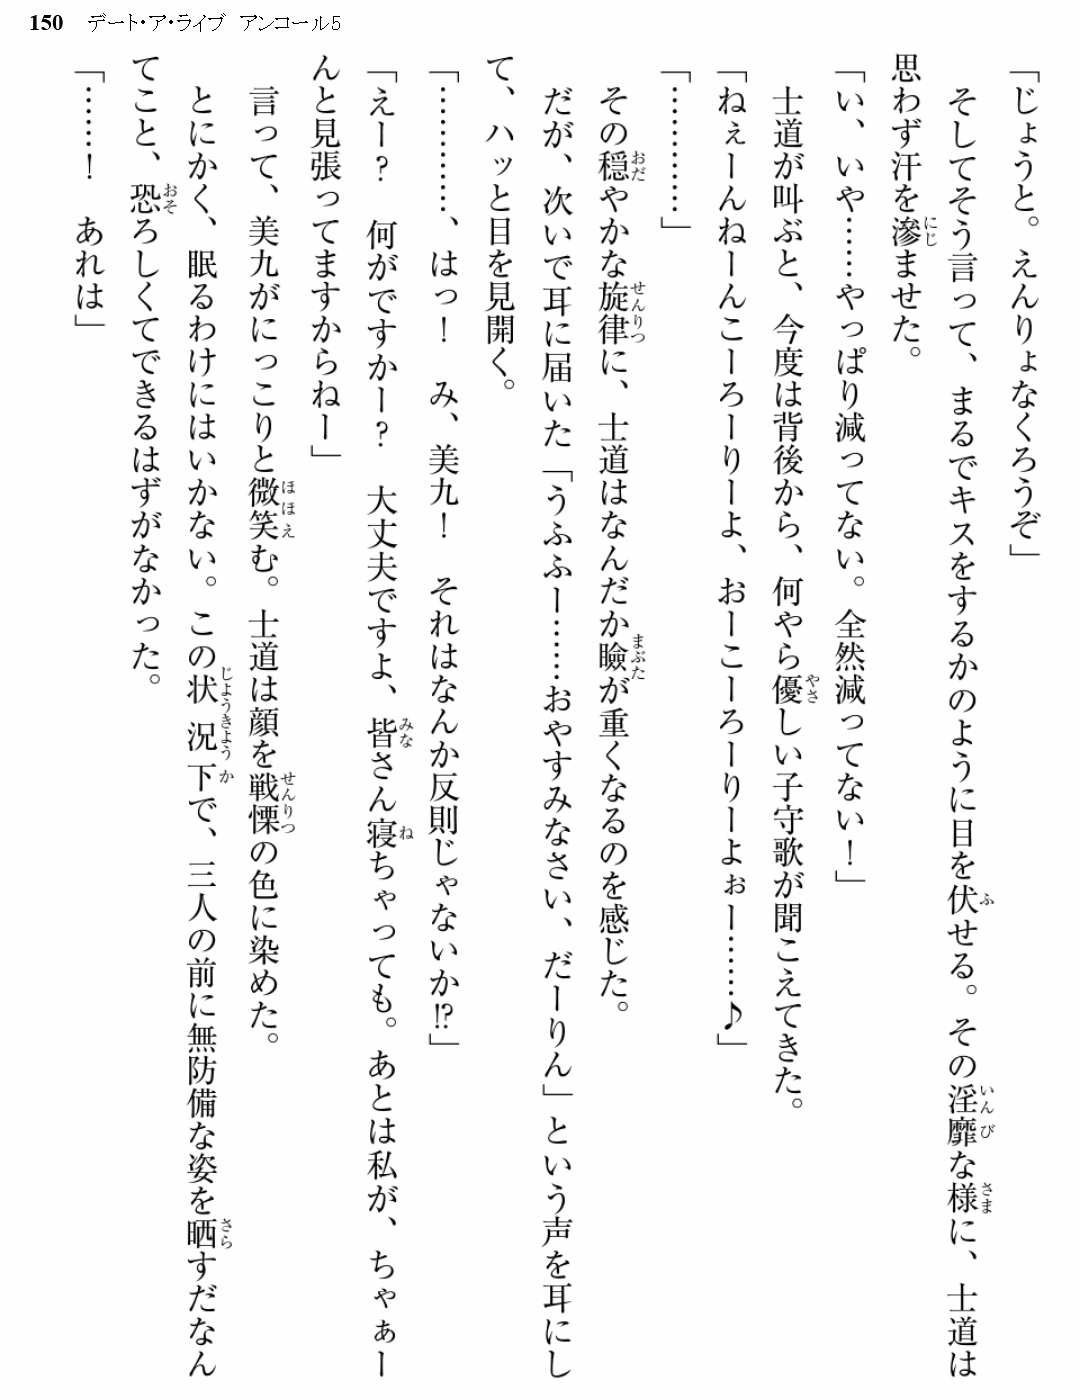 150 デート・ア・ライブ アンコール5
「じょうと。えんりょなくろうぞ」
　そしてそう言って、まるでキスをするかのように目を伏せる。その淫靡な様に、士道は
思わず汗を滲ませた。
「い、いや……やっぱり減ってない。全然減ってない！」
　士道が叫ぶと、今度は背後から、何やら優しい子守歌が聞こえてきた。
「ねぇーんねーんこーろーりーよ、おーこーろーりーよぉー……♪」
「…………」
　その穏やかな旋律に、士道はなんだか瞼が重くなるのを感じた。
　だが、次いで耳に届いた「うふふー……おやすみなさい、だーりん」という声を耳にし
て、ハッと目を見開く。
「…………、はっ！　み、美九！　それはなんか反則じゃないか!?」
「えー？　何がですかー？　大丈夫ですよ、皆さん寝ちゃっても。あとは私が、ちゃぁー
んと見張ってますからねー」
　言って、美九がにっこりと微笑む。士道は顔を戦慄の色に染めた。
　とにかく、眠るわけにはいかない。この状況下で、三人の前に無防備な姿を晒すだなん
てこと、恐ろしくてできるはずがなかった。
「……！　あれは」